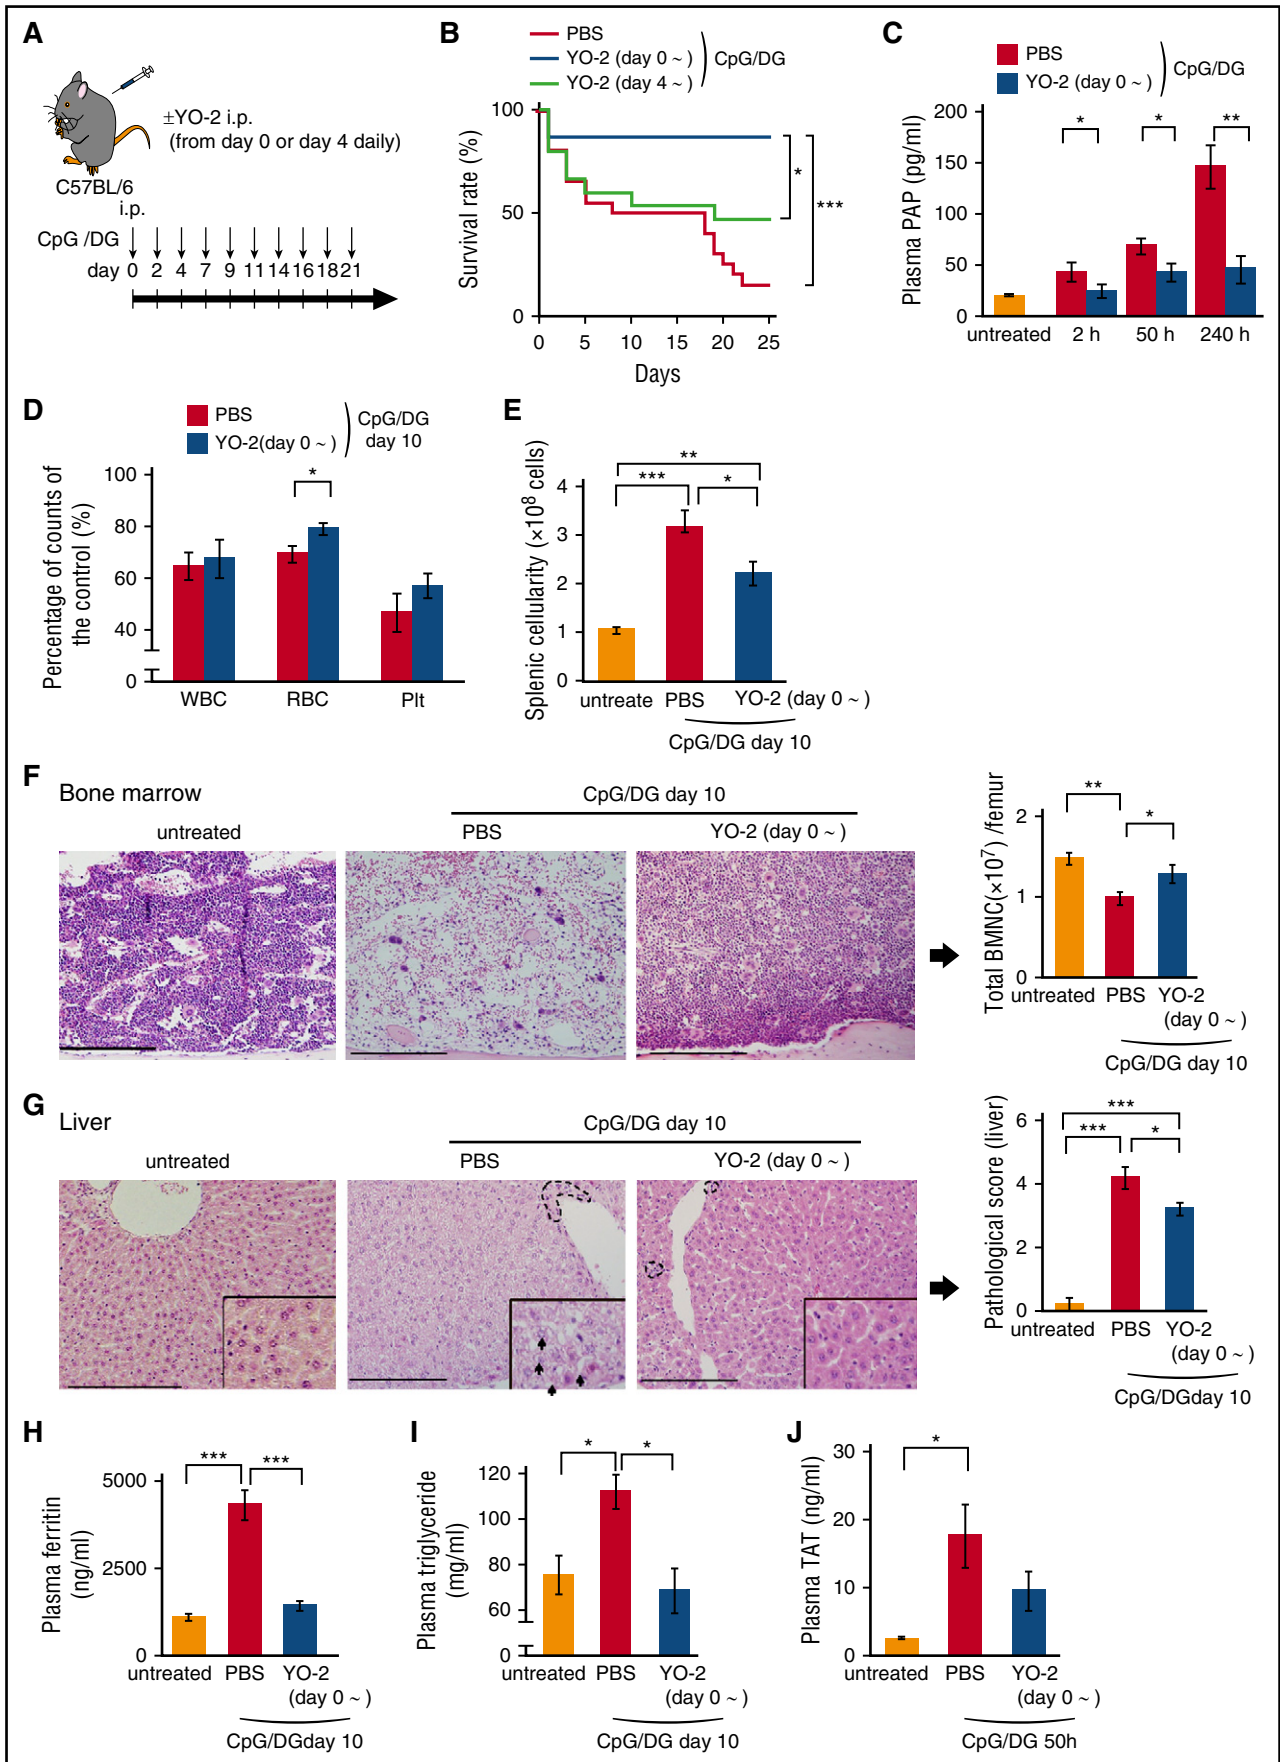 A
±YO-2 i.p.
(from day 0 or day 4 daily)
C57BL/6
i.p.
CpG /DG
day 0 2 4 7 9 11 14 16 18 21
B
PBS
YO-2 (day 0 ~)
YO-2 (day 4 ~)
CpG/DG
Survival rate (%)
100
50
0
0 5 10 15 20 25
Days
*
***
C
PBS
YO-2 (day 0 ~)
CpG/DG
Plasma PAP (pg/ml)
200
150
100
50
0
* * **
untreated 2 h 50 h 240 h
D
PBS
YO-2(day 0 ~)
CpG/DG
day 10
Percentage of counts of
the control (%)
100
80
60
40
0
*
WBC RBC Plt
E
Splenic cellularity (×10⁸ cells)
4
3
2
1
0
**
*** *
untreate PBS YO-2 (day 0 ~)
CpG/DG day 10
F
Bone marrow
CpG/DG day 10
untreated PBS YO-2 (day 0 ~)
Total BMNC(×10⁷) /femur
2
1
0
**
*
untreated PBS YO-2
(day 0 ~)
CpG/DG day 10
G
Liver
CpG/DG day 10
untreated PBS YO-2 (day 0 ~)
Pathological score (liver)
6
4
2
0
***
*** *
untreated PBS YO-2
(day 0 ~)
CpG/DGday 10
H
Plasma ferritin
(ng/ml)
5000
2500
0
*** ***
untreated PBS YO-2
(day 0 ~)
CpG/DGday 10
I
Plasma triglyceride
(mg/ml)
120
100
80
60
0
* *
untreated PBS YO-2
(day 0 ~)
CpG/DG day 10
J
Plasma TAT (ng/ml)
30
20
10
0
*
untreated PBS YO-2
(day 0 ~)
CpG/DG 50h